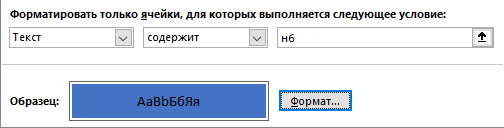 Форматировать только ячейки, для которых выполняется следующее условие:
Текст содержит нб
Образец: АаВbБбЯя Формат...